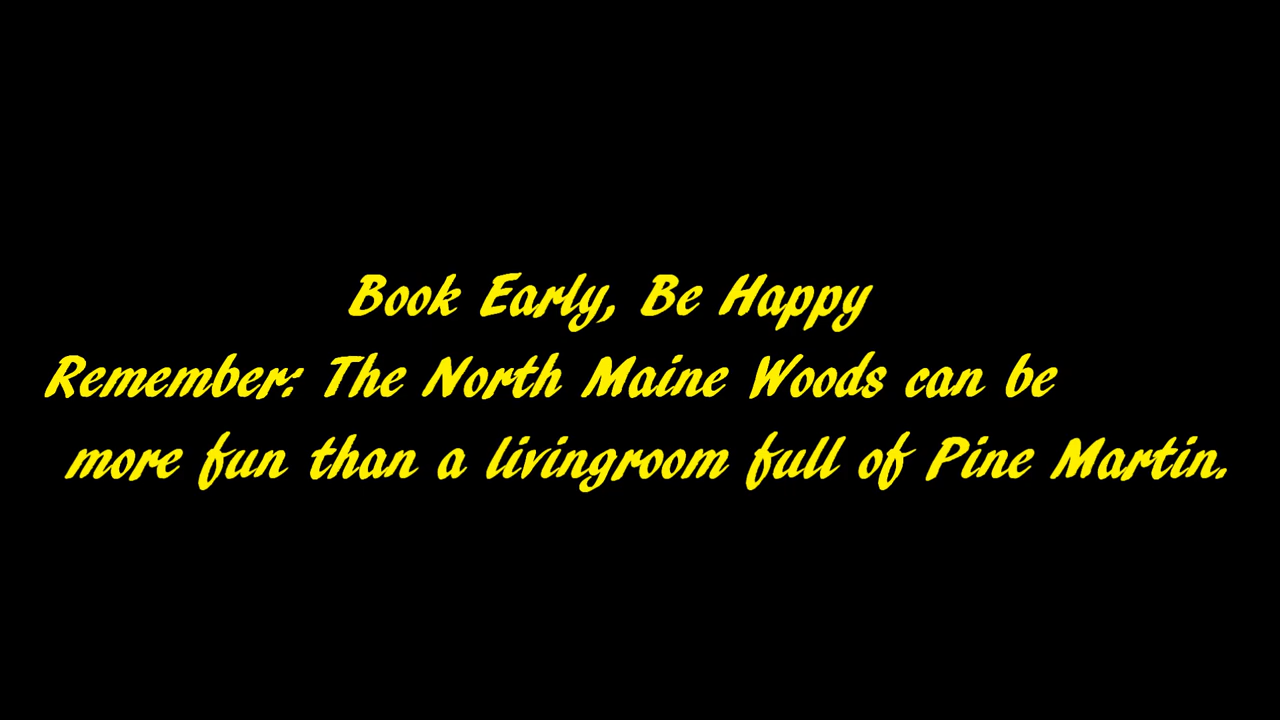 Book Early, Be Happy
Remember: The North Maine Woods can be
more fun than a livingroom full of Pine Martin.